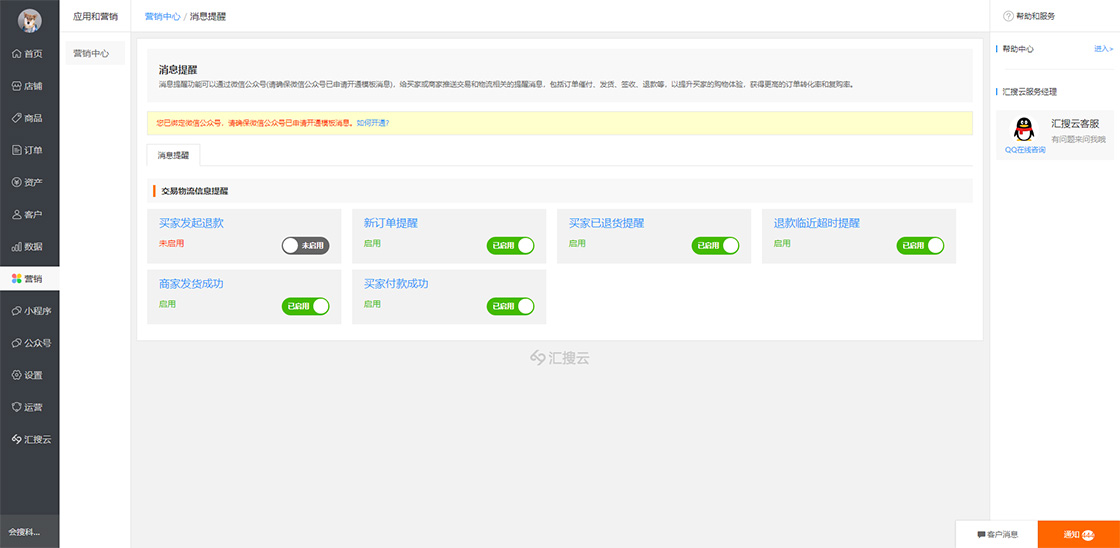 应用和营销
营销中心 / 消息提醒
帮助和服务
首页
店铺
商品
订单
资产
客户
数据
营销
小程序
公众号
设置
运营
汇搜云
会搜科...
营销中心
消息提醒
消息提醒功能可以通过微信公众号(请确保微信公众号已申请开通模板消息)，给买家或商家推送交易和物流相关的提醒消息，包括订单催付、发货、签收、退款等，以提升买家的购物体验，获得更高的订单转化率和复购率。
您已绑定微信公众号，请确保微信公众号已申请开通模板消息。如何开通?
消息提醒
交易物流信息提醒
买家发起退款
未启用 未启用
新订单提醒
启用 已启用
买家已退货提醒
启用 已启用
退款临近超时提醒
启用 已启用
商家发货成功
启用 已启用
买家付款成功
启用 已启用
汇搜云
帮助中心 进入>
汇搜云服务经理
汇搜云客服
有问题来问我哦
QQ在线咨询
客户消息
通知